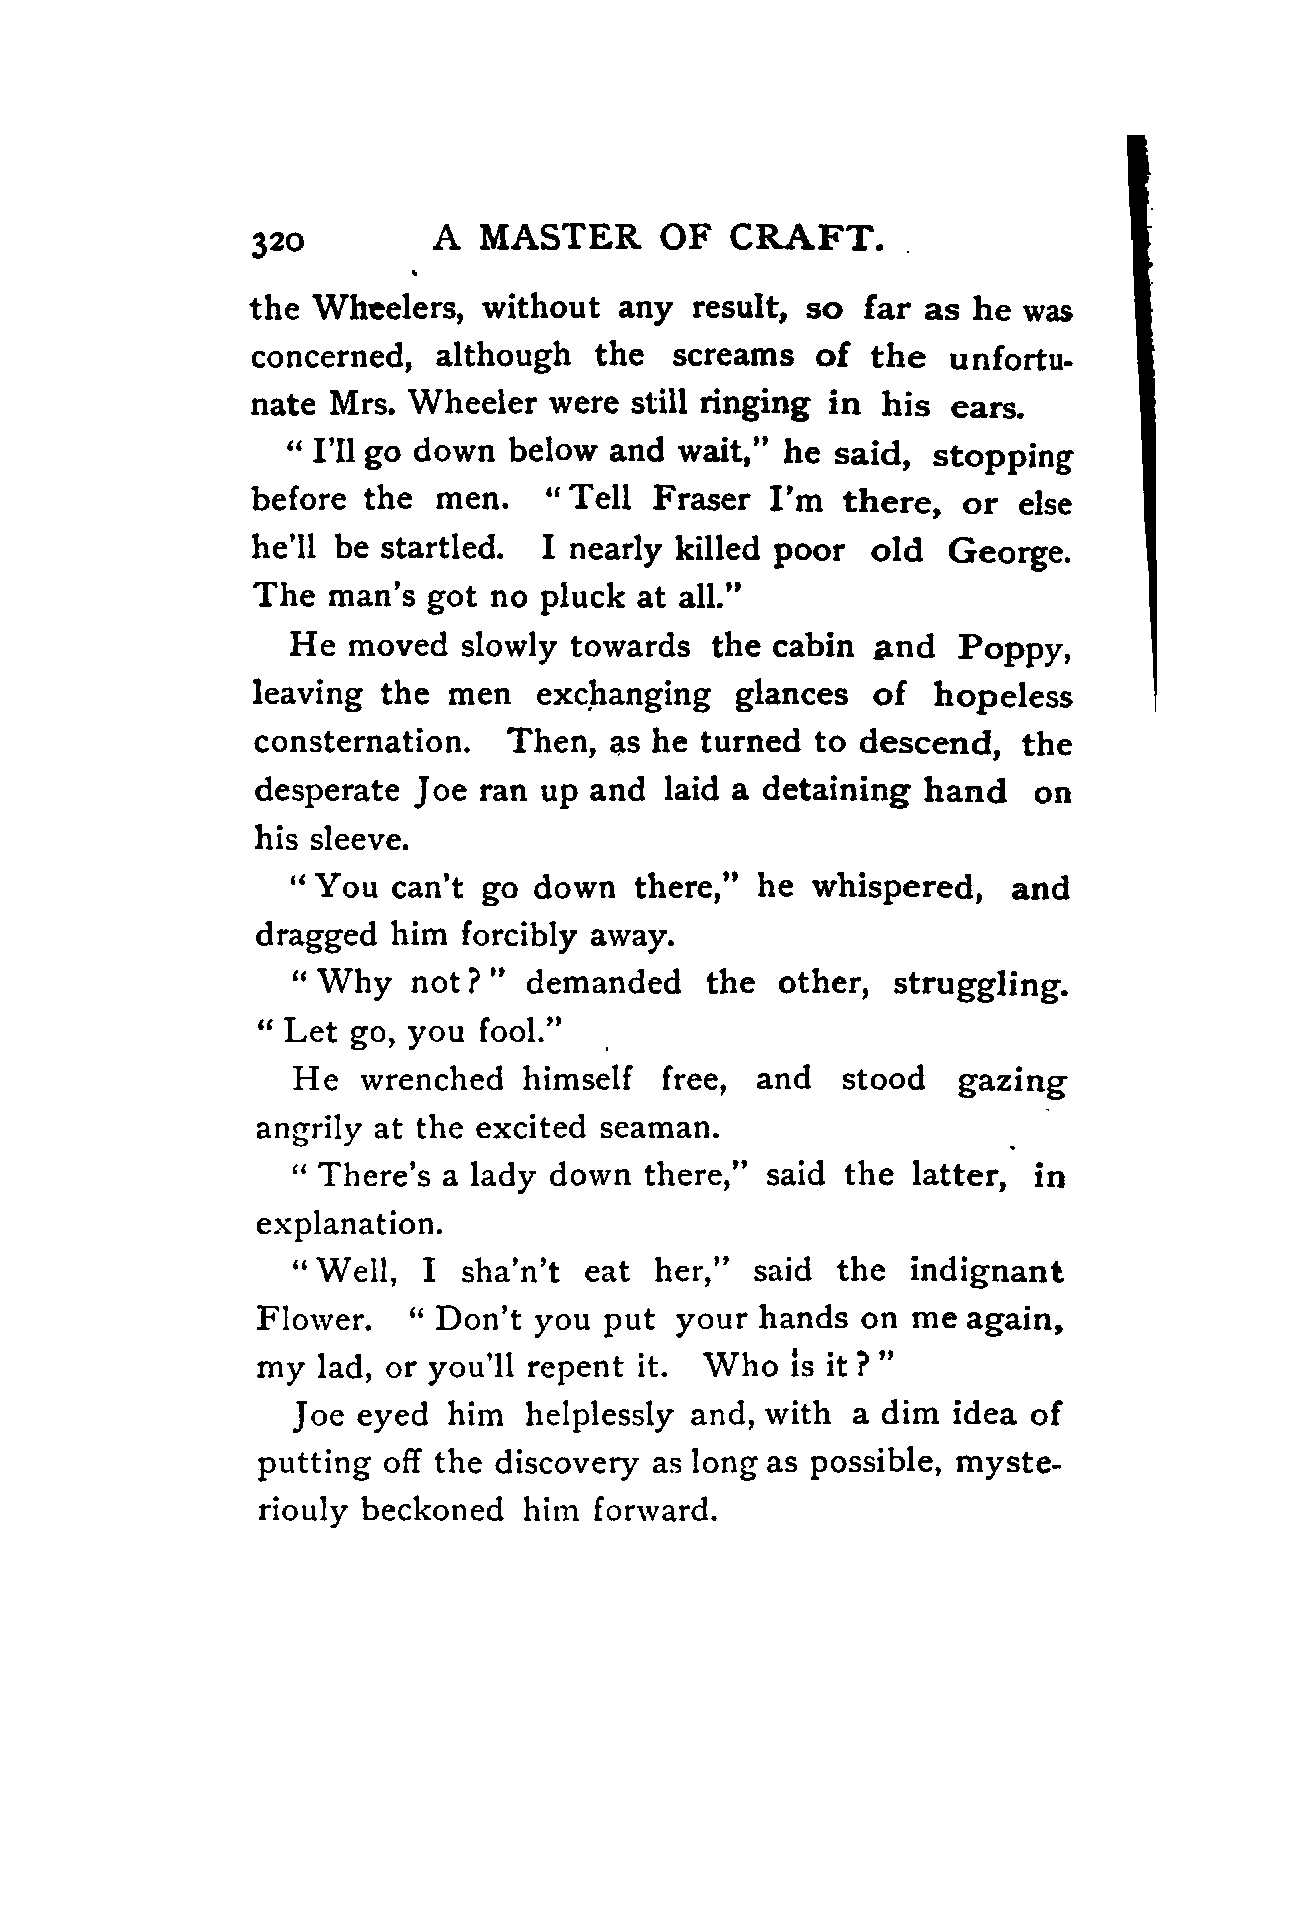 320 A MASTER OF CRAFT.
the Wheelers, without any result, so far as he was
concerned, although the screams of the unfortu-
nate Mrs. Wheeler were still ringing in his ears.
“ I’ll go down below and wait,” he said, stopping
before the men. “ Tell Fraser I’m there, or else
he’ll be startled. I nearly killed poor old George.
The man’s got no pluck at all.”
He moved slowly towards the cabin and Poppy,
leaving the men exchanging glances of hopeless
consternation. Then, as he turned to descend, the
desperate Joe ran up and laid a detaining hand on
his sleeve.
“ You can’t go down there,” he whispered, and
dragged him forcibly away.
“ Why not ? ” demanded the other, struggling.
“ Let go, you fool.”
He wrenched himself free, and stood gazing
angrily at the excited seaman.
“ There’s a lady down there,” said the latter, in
explanation.
“ Well, I sha’n’t eat her,” said the indignant
Flower. “ Don’t you put your hands on me again,
my lad, or you’ll repent it. Who is it ? ”
Joe eyed him helplessly and, with a dim idea of
putting off the discovery as long as possible, myste-
riouly beckoned him forward.